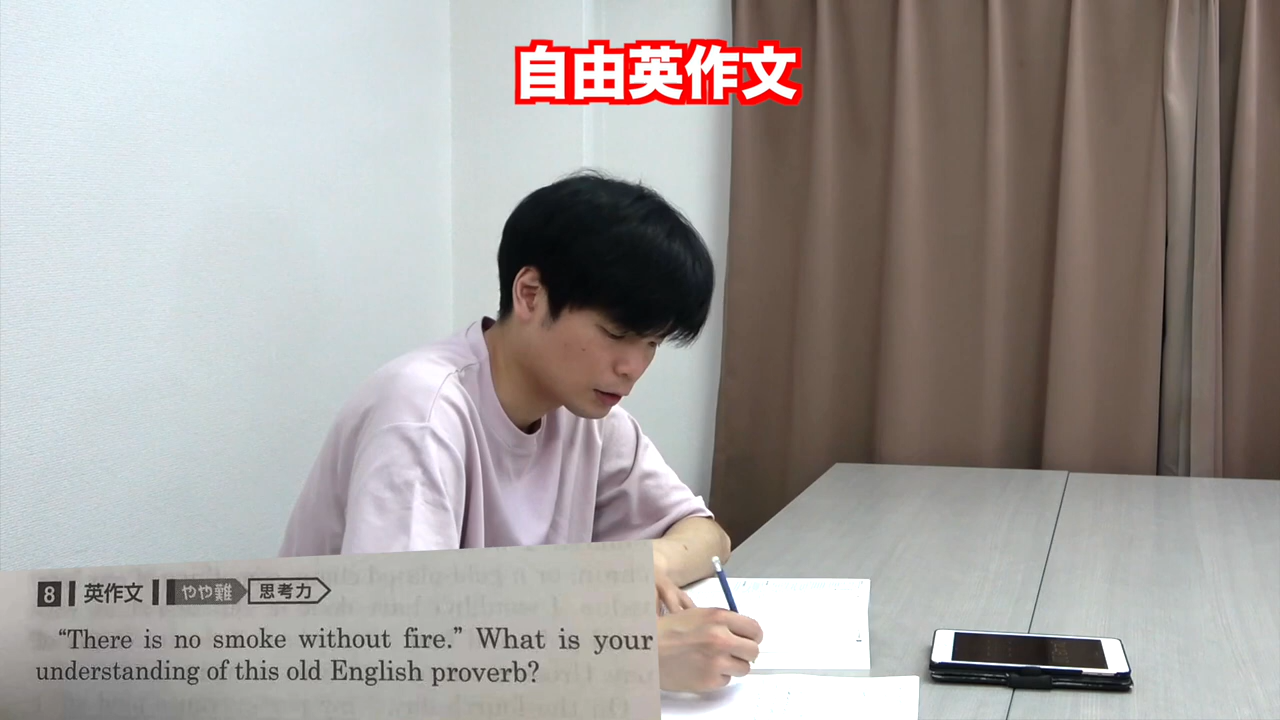 自由英作文
8 英作文 やや難 思考力
“There is no smoke without fire.” What is your
understanding of this old English proverb?